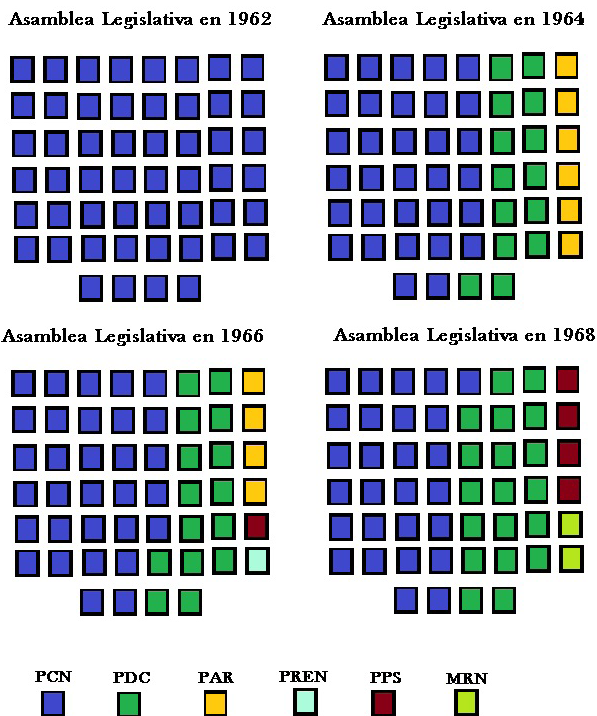 Asamblea Legislativa en 1962
Asamblea Legislativa en 1964
Asamblea Legislativa en 1966
Asamblea Legislativa en 1968
PCN PDC PAR PREN PPS MRN